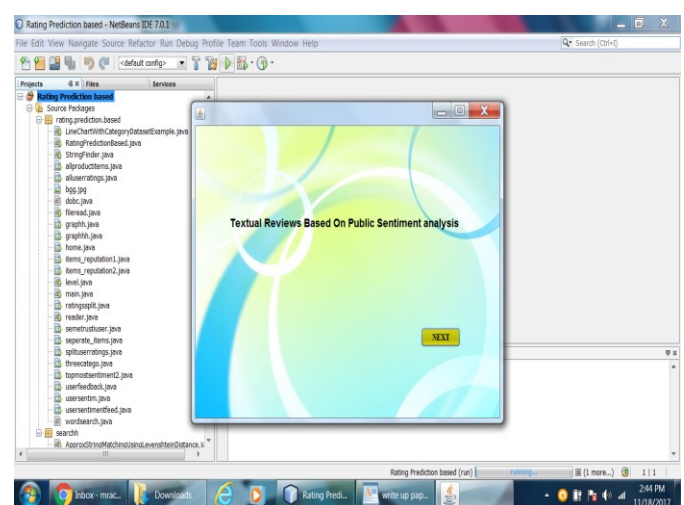 Rating Prediction based - NetBeans IDE 7.0.1
File Edit View Navigate Source Refactor Run Debug Profile Team Tools Window Help
Search (Ctrl+I)
<default config>
Projects Files Services
Rating Prediction based
Source Packages
rating.prediction.based
LineChartWithCategoryDatasetExample.java
RatingPredictionBased.java
StringFinder.java
allproductitems.java
alluserratings.java
bgg.jpg
dobc.java
fileread.java
graphh.java
graphhh.java
home.java
items_reputation1.java
items_reputation2.java
level.java
main.java
ratingssplit.java
reader.java
semetrustiuser.java
seperate_items.java
splituserratings.java
threecatego.java
topmostsentiment2.java
userfeedback.java
usersentim.java
usersentimentfeed.java
wordsearch.java
searchh
ApproxStringMatchingUsingLevenshteinDistance.
Textual Reviews Based On Public Sentiment analysis
NEXT
Rating Prediction based (run) running... (1 more...) 1 | 1
Inbox - mrac... Downloads Rating Predi... write up pap... 2:44 PM
11/18/2017